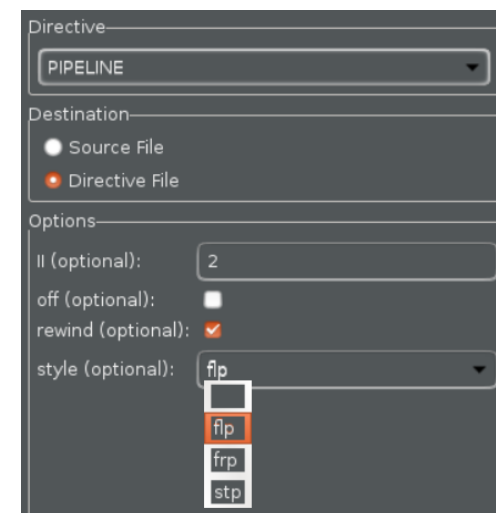 Directive
PIPELINE
Destination
Source File
Directive File
Options
II (optional): 2
off (optional):
rewind (optional):
style (optional): flp
flp
frp
stp